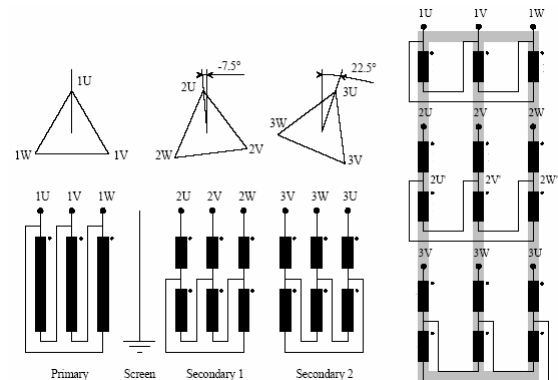 1U
1W
1V
-7.5°
2U
2W
2V
22.5°
3U
3W
3V
1U 1V 1W
2U 2V 2W
3V 3W 3U
Primary Screen Secondary 1 Secondary 2
1U 1V 1W
2U 2V 2W
2U' 2V' 2W'
3V 3W 3U